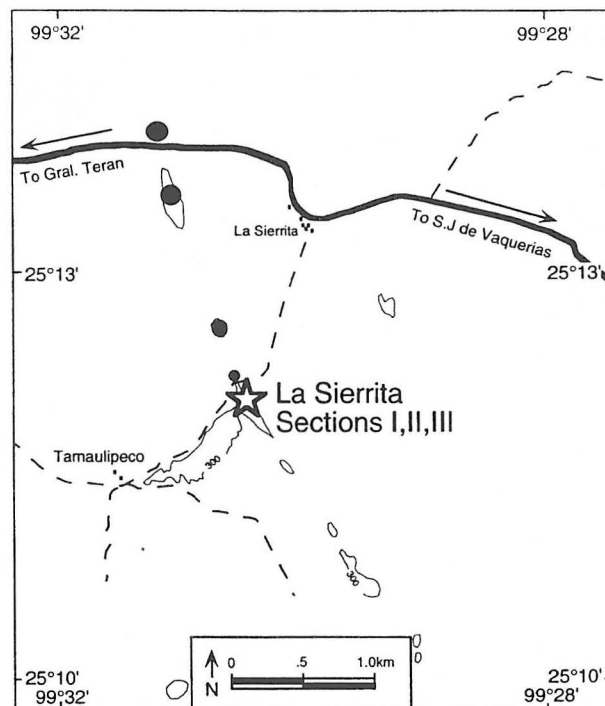 99°32' 99°28'
To Gral. Teran
La Sierrita
To S.J de Vaquerias
25°13' 25°13'
La Sierrita
Sections I,II,III
Tamaulipeco
300
300
0 .5 1.0km
N
25°10' 25°10'
99°32' 99°28'